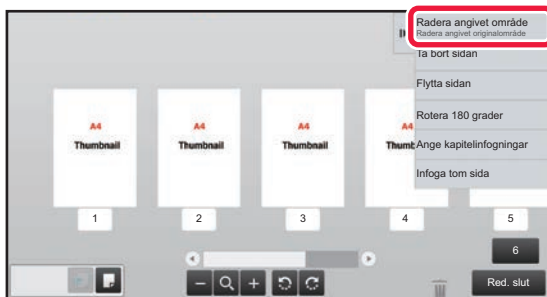 Radera angivet område
Radera angivet originalområde
Ta bort sidan
Flytta sidan
Rotera 180 grader
Ange kapitelinfogningar
Infoga tom sida
A4
Thumbnail
A4
Thumbnail
A4
Thumbnail
A4
Thumb
1
2
3
4
5
6
Red. slut